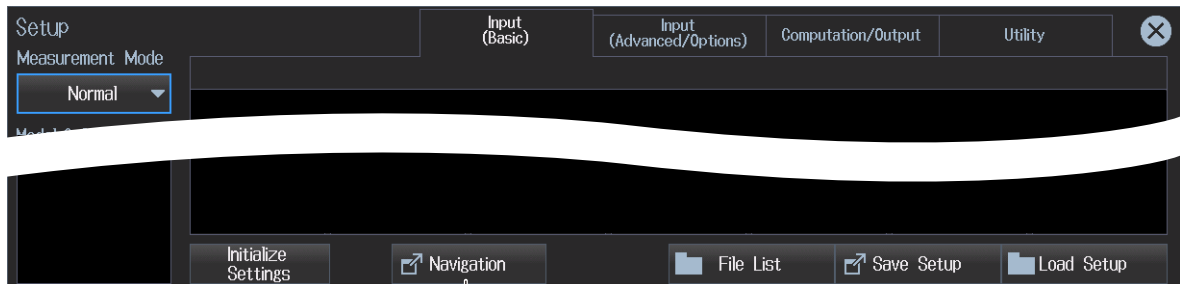 Setup
Input
(Basic)
Input
(Advanced/Options)
Computation/Output
Utility
Measurement Mode
Normal
Initialize
Settings
Navigation
File List
Save Setup
Load Setup